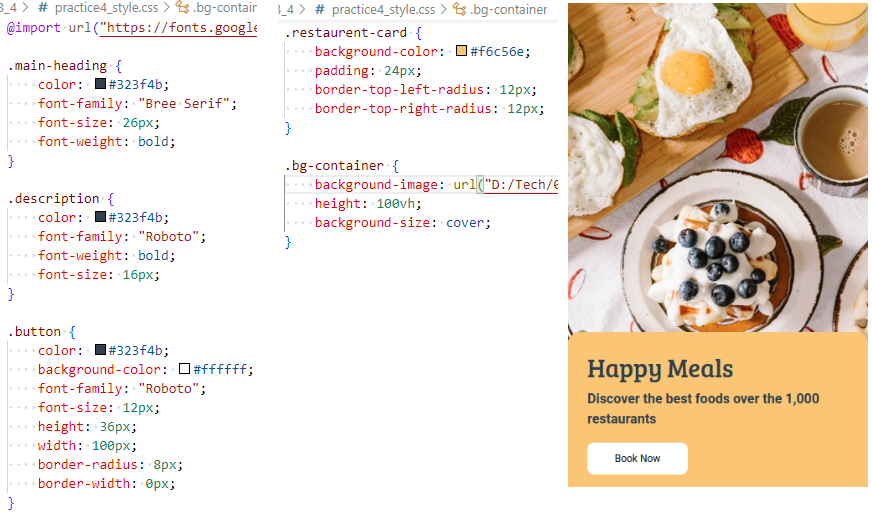 3_4 > # practice4_style.css > .bg-contair
@import url("https://fonts.google
.main-heading {
color: #323f4b;
font-family: "Bree Serif";
font-size: 26px;
font-weight: bold;
}
.description {
color: #323f4b;
font-family: "Roboto";
font-weight: bold;
font-size: 16px;
}
.button {
color: #323f4b;
background-color: #ffffff;
font-family: "Roboto";
font-size: 12px;
height: 36px;
width: 100px;
border-radius: 8px;
border-width: 0px;
}
3_4 > # practice4_style.css > .bg-container
.restaurent-card {
background-color: #f6c56e;
padding: 24px;
border-top-left-radius: 12px;
border-top-right-radius: 12px;
}
.bg-container {
background-image: url("D:/Tech/
height: 100vh;
background-size: cover;
}
Happy Meals
Discover the best foods over the 1,000
restaurants
Book Now